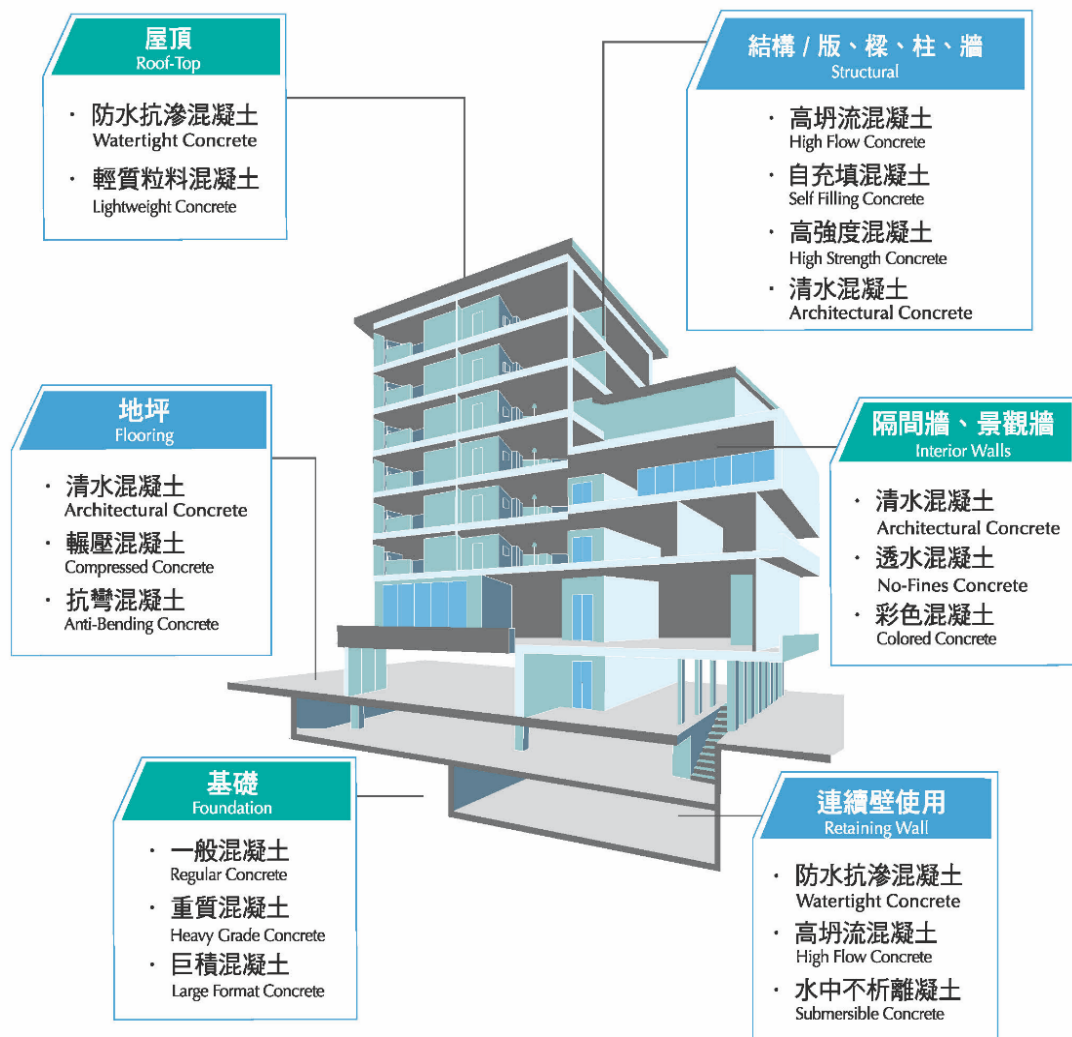 屋頂
Roof-Top
· 防水抗滲混凝土
Watertight Concrete
· 輕質粒料混凝土
Lightweight Concrete
結構 / 版、樑、柱、牆
Structural
· 高坍流混凝土
High Flow Concrete
· 自充填混凝土
Self Filling Concrete
· 高強度混凝土
High Strength Concrete
· 清水混凝土
Architectural Concrete
地坪
Flooring
· 清水混凝土
Architectural Concrete
· 輾壓混凝土
Compressed Concrete
· 抗彎混凝土
Anti-Bending Concrete
隔間牆、景觀牆
Interior Walls
· 清水混凝土
Architectural Concrete
· 透水混凝土
No-Fines Concrete
· 彩色混凝土
Colored Concrete
基礎
Foundation
· 一般混凝土
Regular Concrete
· 重質混凝土
Heavy Grade Concrete
· 巨積混凝土
Large Format Concrete
連續壁使用
Retaining Wall
· 防水抗滲混凝土
Watertight Concrete
· 高坍流混凝土
High Flow Concrete
· 水中不析離凝土
Submersible Concrete